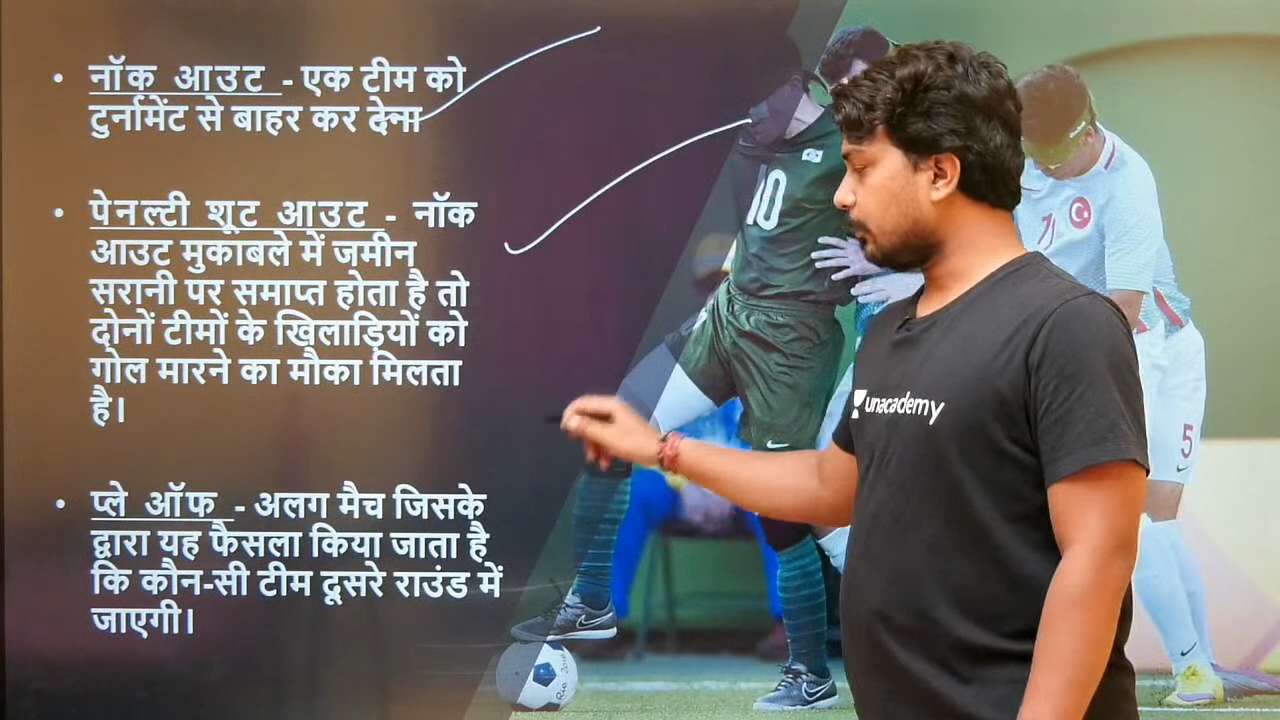 • नॉक आउट - एक टीम को
टुर्नामेंट से बाहर कर देना
• पेनल्टी शूट आउट - नॉक
आउट मुकाबले में जमीन
सरानी पर समाप्त होता है तो
दोनों टीमों के खिलाड़ियों को
गोल मारने का मौका मिलता
है।
• प्ले ऑफ - अलग मैच जिसके
द्वारा यह फैसला किया जाता है
कि कौन-सी टीम दूसरे राउंड में
जाएगी।
10
unacademy
5